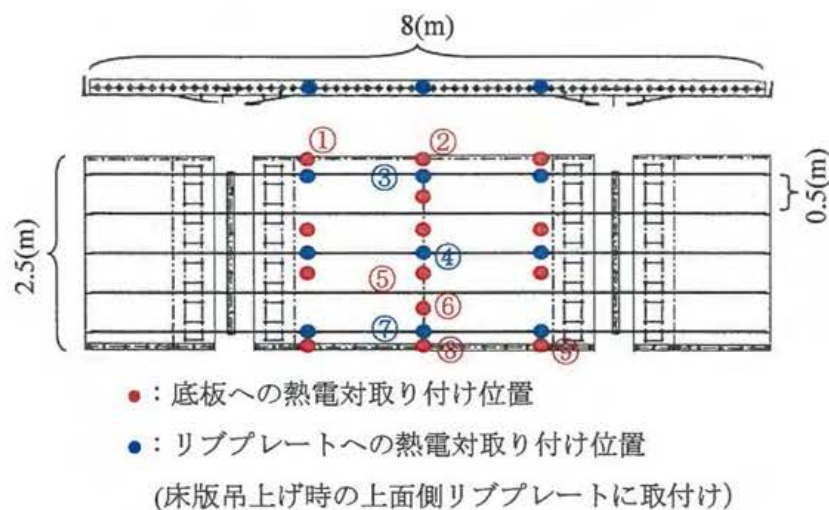 8(m)
① ②
③
0.5(m)
2.5(m)
④
⑤
⑥
⑦
⑧ ⑨
●：底板への熱電対取り付け位置
●：リブプレートへの熱電対取り付け位置
(床版吊上げ時の上面側リブプレートに取付け）